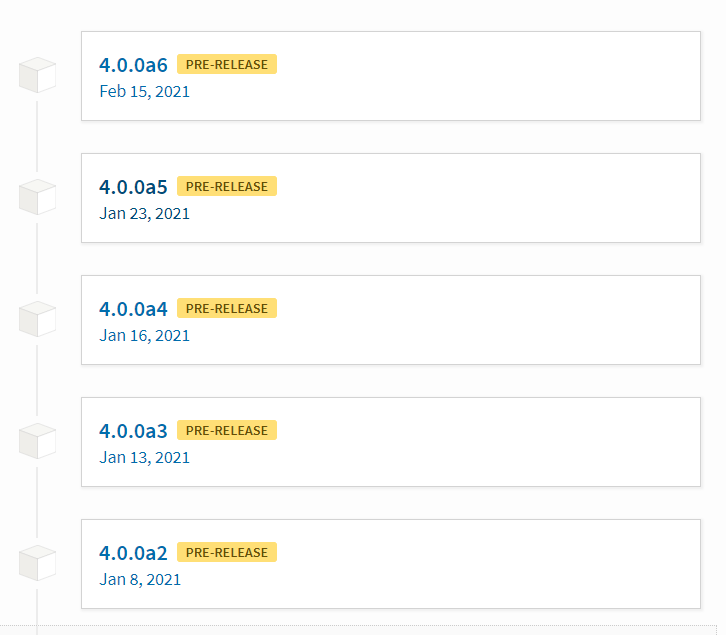 4.0.0a6 PRE-RELEASE
Feb 15, 2021
4.0.0a5 PRE-RELEASE
Jan 23, 2021
4.0.0a4 PRE-RELEASE
Jan 16, 2021
4.0.0a3 PRE-RELEASE
Jan 13, 2021
4.0.0a2 PRE-RELEASE
Jan 8, 2021